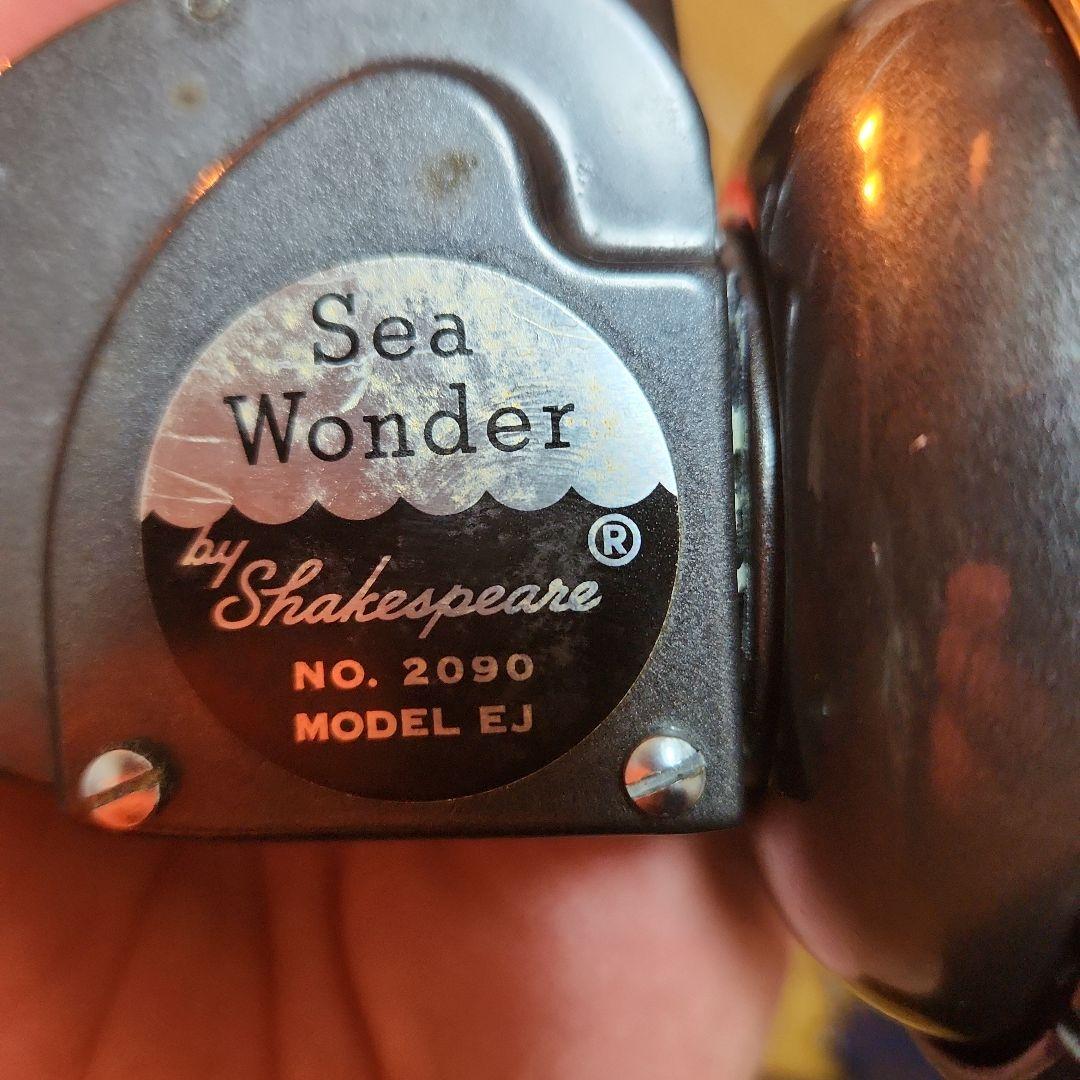 Sea
Wonder
by
Shakespeare ®
NO. 2090
MODEL EJ